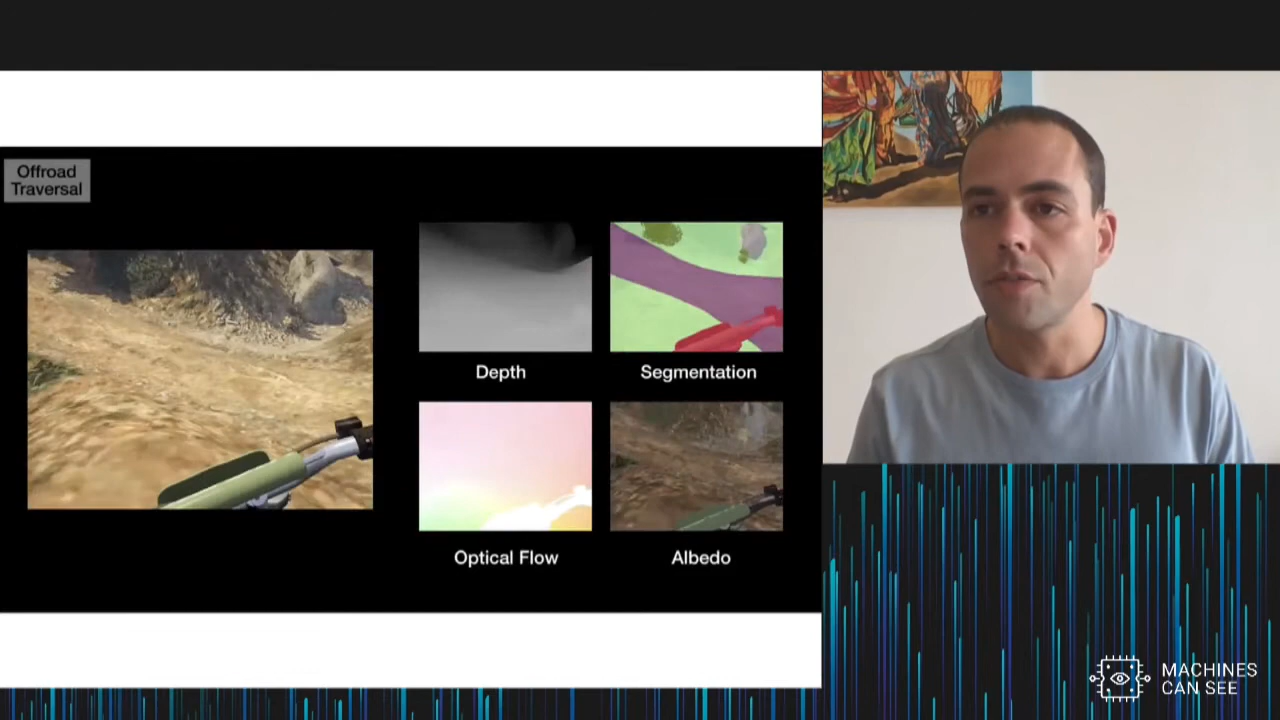 Offroad
Traversal
Depth
Segmentation
Optical Flow
Albedo
MACHINES
CAN SEE